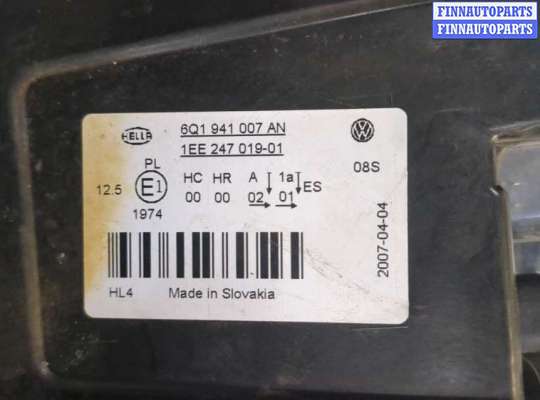 FINNAUTOPARTS
FINNAUTOPARTS
HELLA
6Q1 941 007 AN
1EE 247 019-01
08S
PL
12.5
E1
HC HR A 1a
00 00 02 01
ES
1974
2007-04-04
HL4
Made in Slovakia